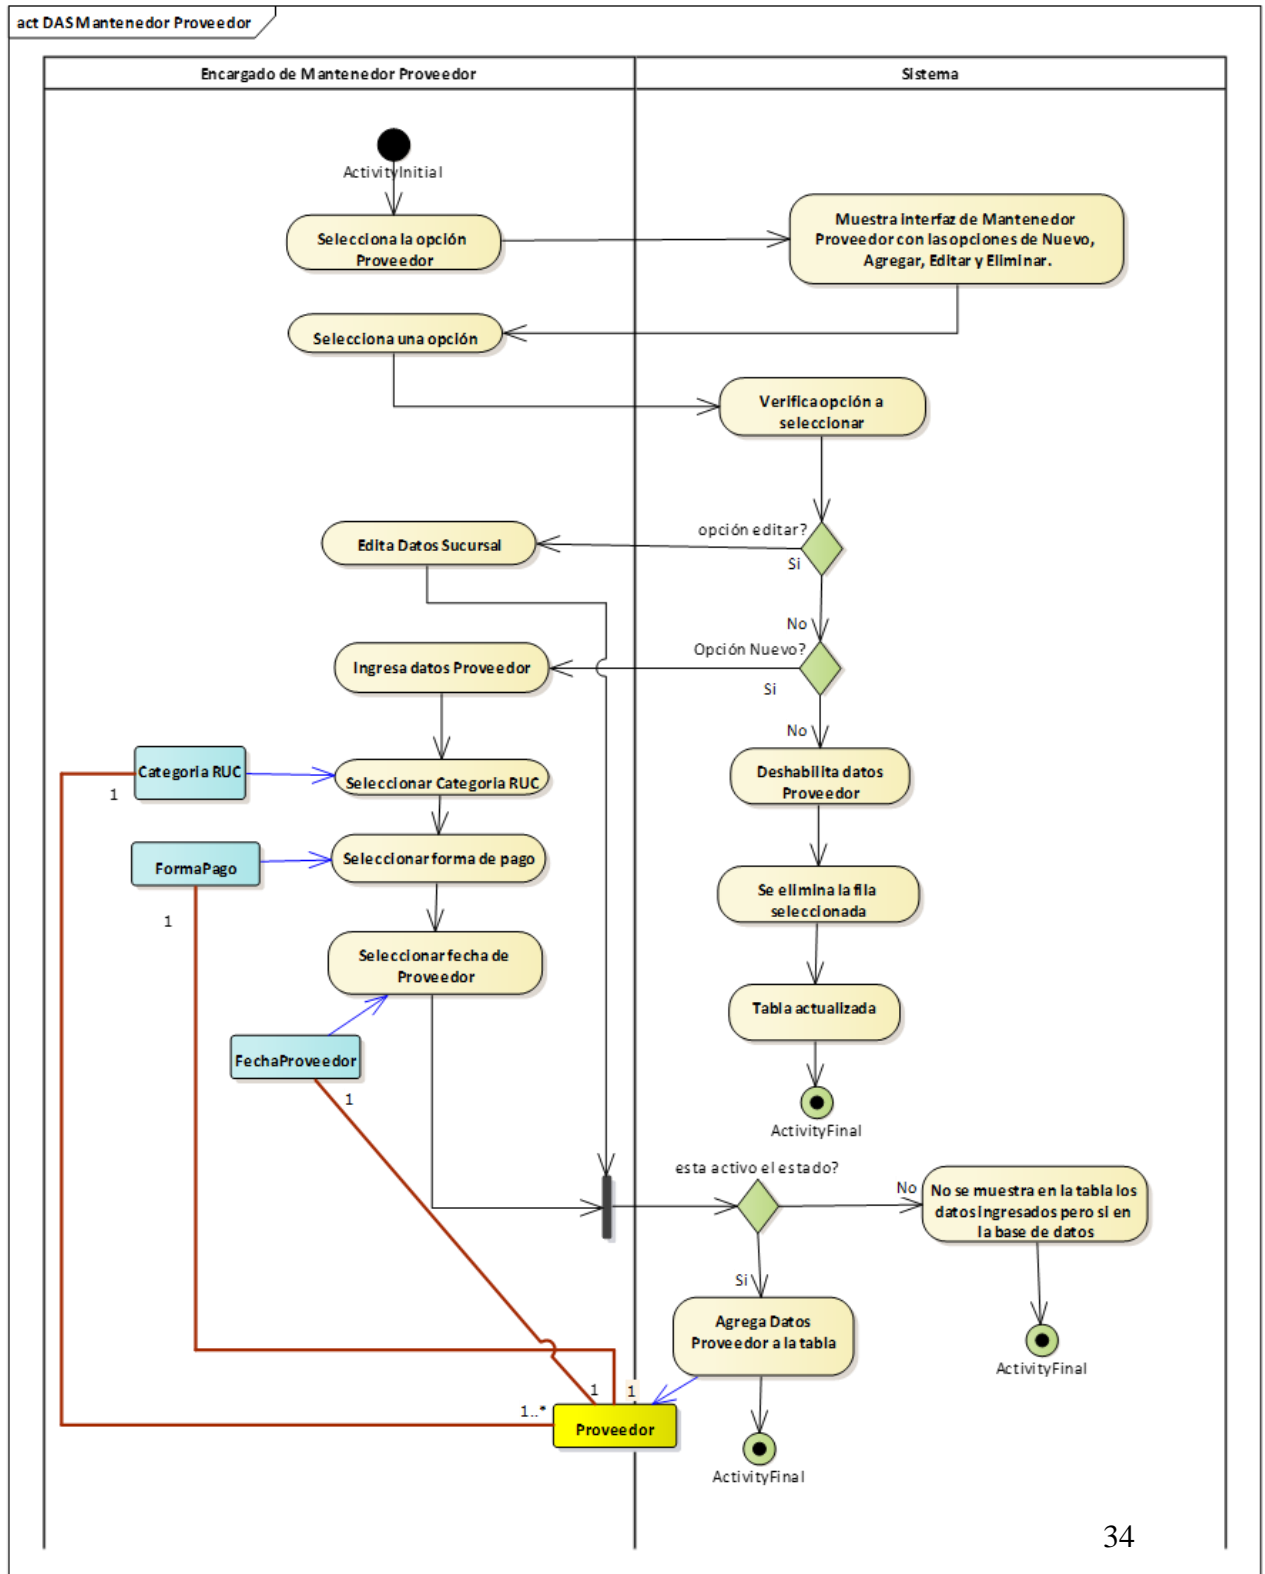 act DAS Mantenedor Proveedor
Encargado de Mantenedor Proveedor
Sistema
ActivityInitial
Selecciona la opción
Proveedor
Muestra interfaz de Mantenedor
Proveedor con las opciones de Nuevo,
Agregar, Editar y Eliminar.
Selecciona una opción
Verifica opción a
seleccionar
opción editar?
Si
Edita Datos Sucursal
No
Opción Nuevo?
Si
Ingresa datos Proveedor
No
Deshabilita datos
Proveedor
Categoria RUC
1
Seleccionar Categoria RUC
FormaPago
1
Seleccionar forma de pago
Se elimina la fila
seleccionada
Seleccionar fecha de
Proveedor
Tabla actualizada
FechaProveedor
1
ActivityFinal
esta activo el estado?
No
No se muestra en la tabla los
datos ingresados pero si en
la base de datos
Si
Agrega Datos
Proveedor a la tabla
ActivityFinal
1
1
1..*
Proveedor
ActivityFinal
34